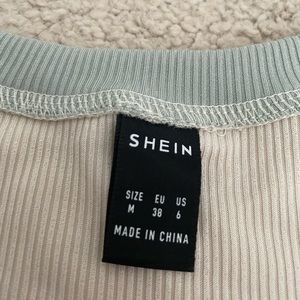 SHEIN
SIZE EU US
M 38 6
MADE IN CHINA